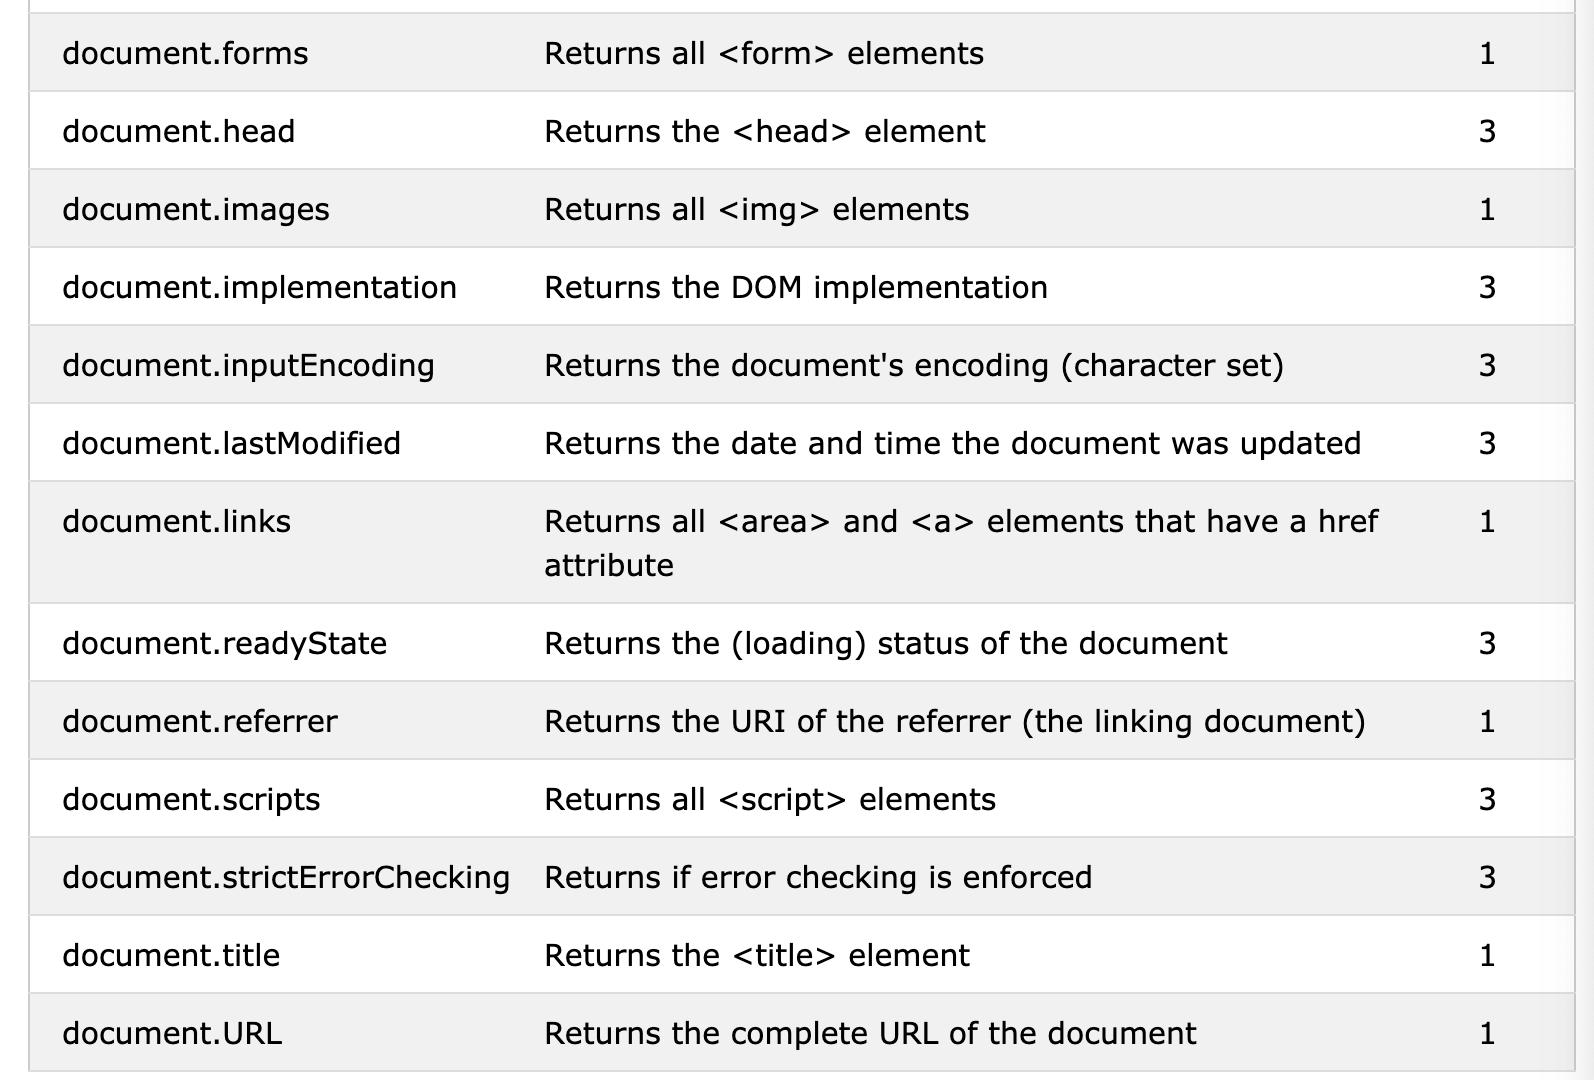 document.forms Returns all <form> elements 1
document.head Returns the <head> element 3
document.images Returns all <img> elements 1
document.implementation Returns the DOM implementation 3
document.inputEncoding Returns the document's encoding (character set) 3
document.lastModified Returns the date and time the document was updated 3
document.links Returns all <area> and <a> elements that have a href 1
attribute
document.readyState Returns the (loading) status of the document 3
document.referrer Returns the URI of the referrer (the linking document) 1
document.scripts Returns all <script> elements 3
document.strictErrorChecking Returns if error checking is enforced 3
document.title Returns the <title> element 1
document.URL Returns the complete URL of the document 1